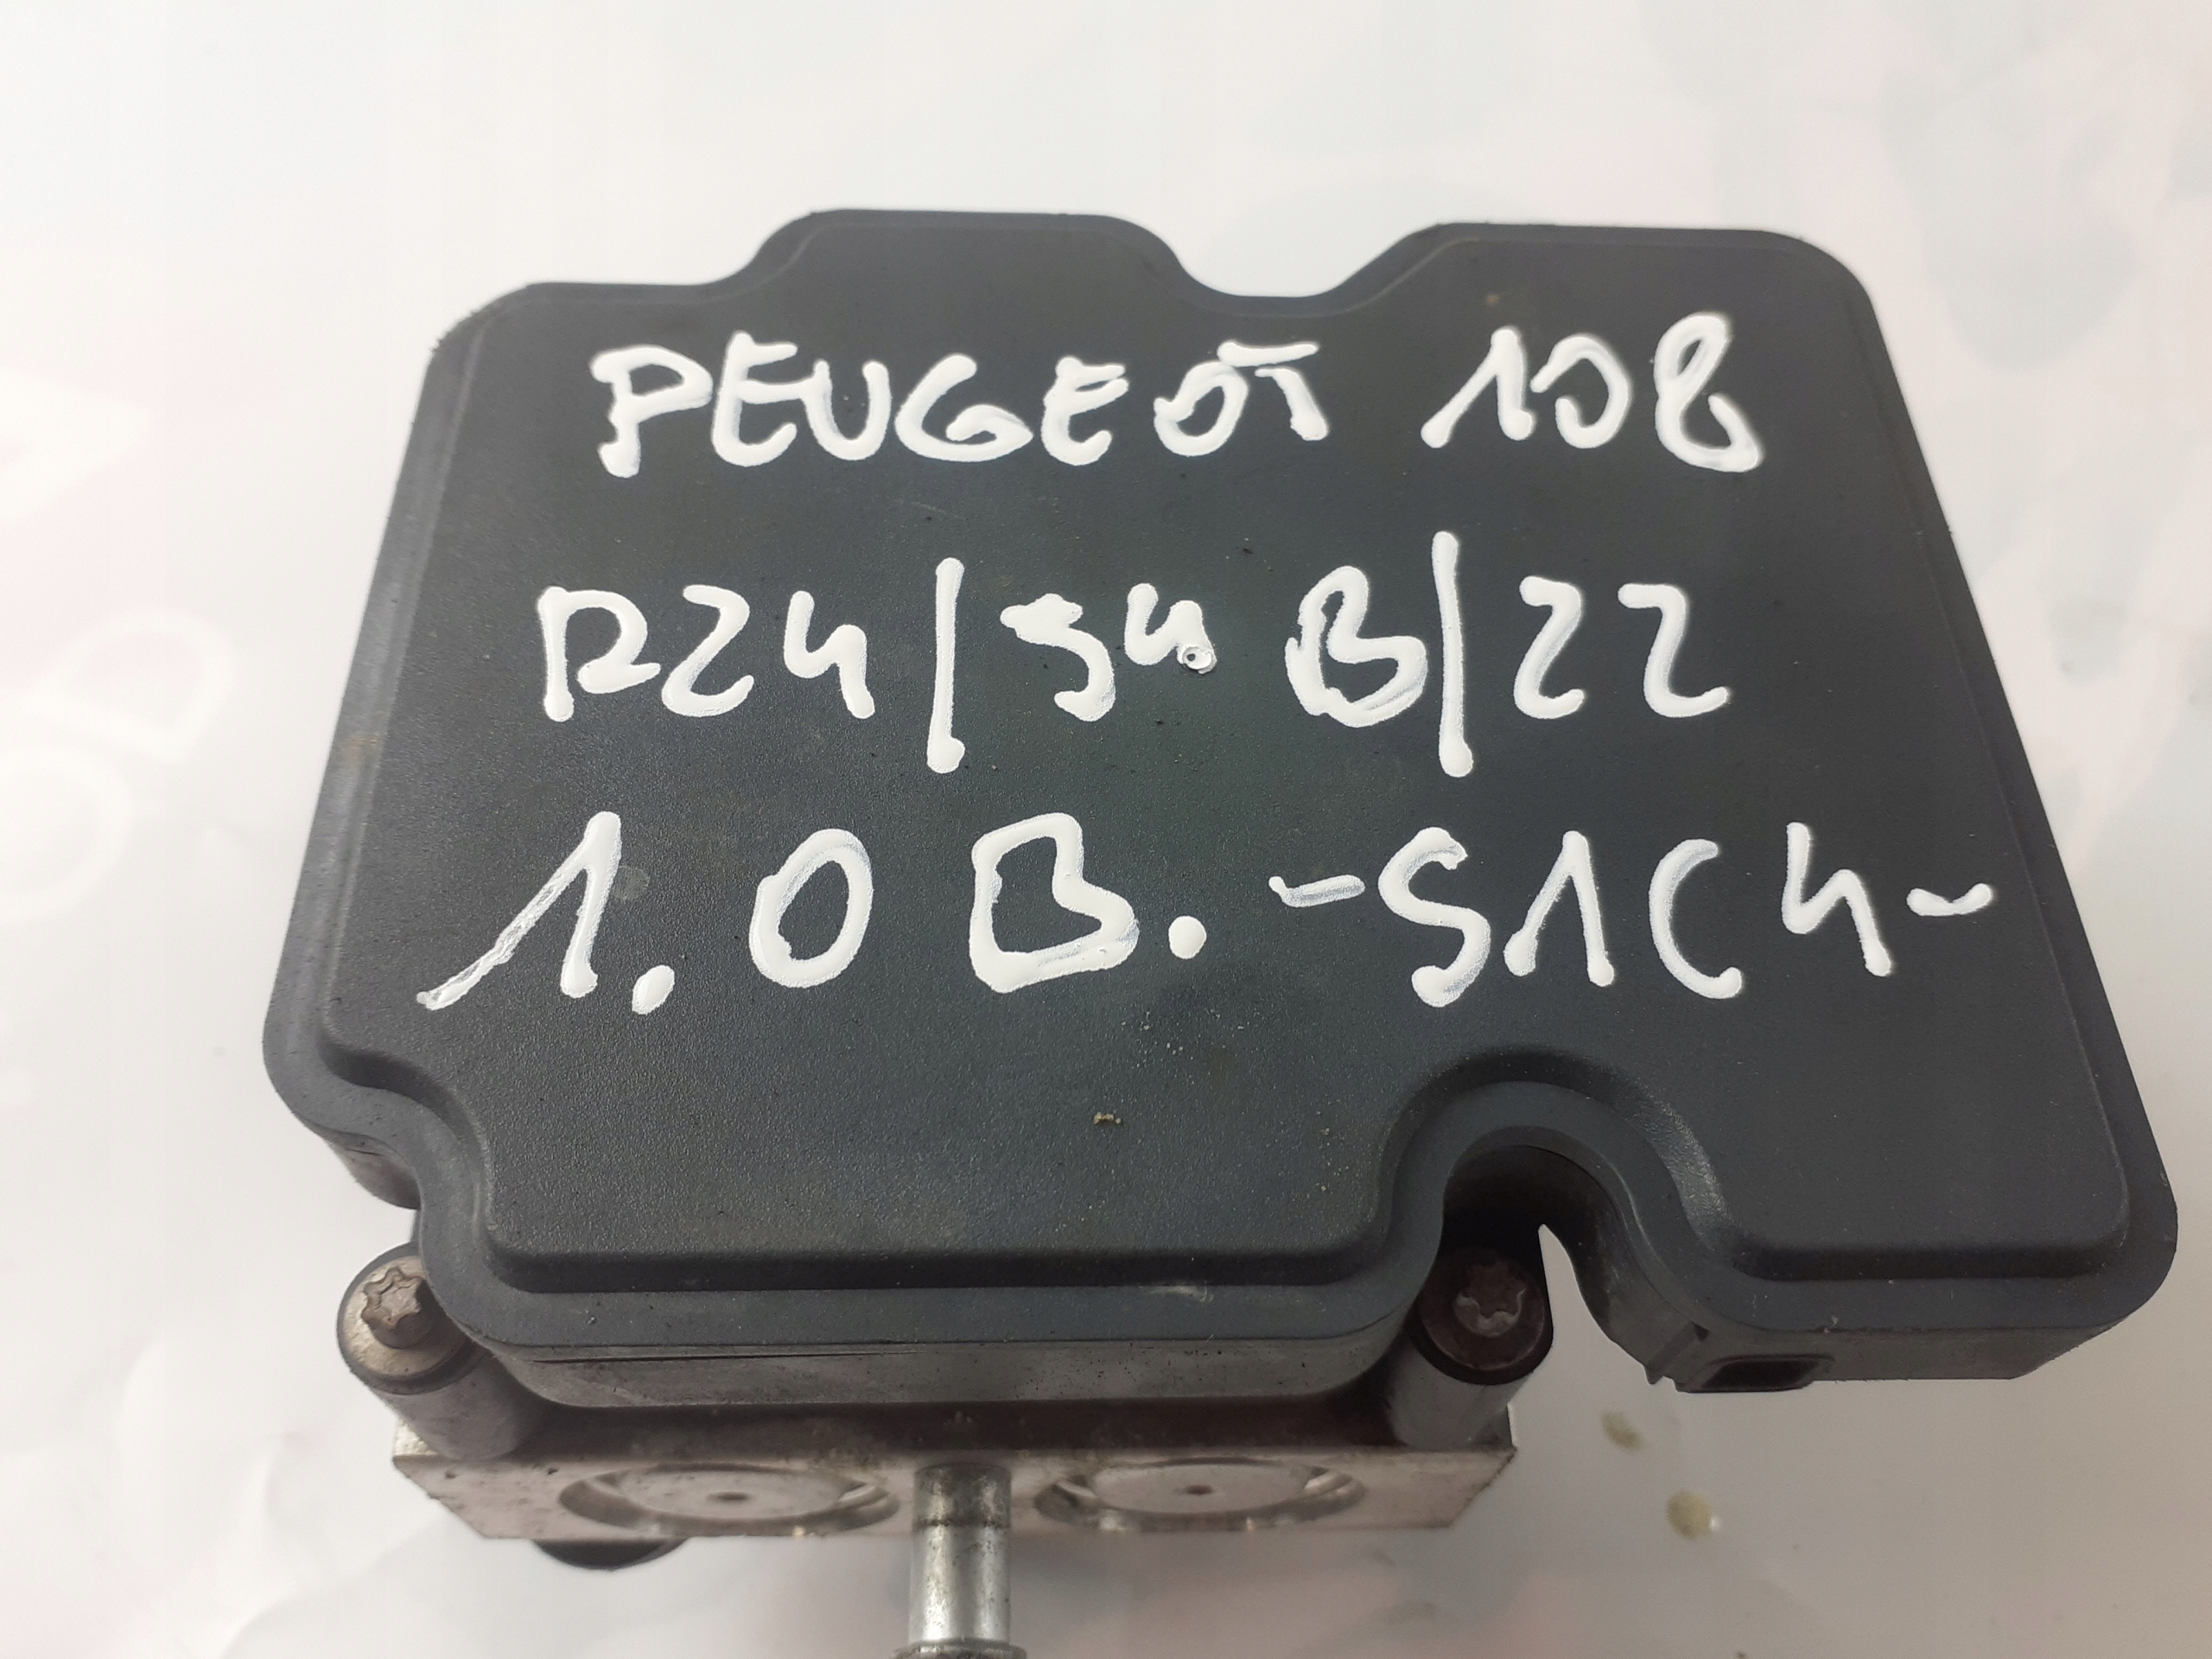 PEUGEOT 108
R24/54 B/22
1.0 B. -S1C4-